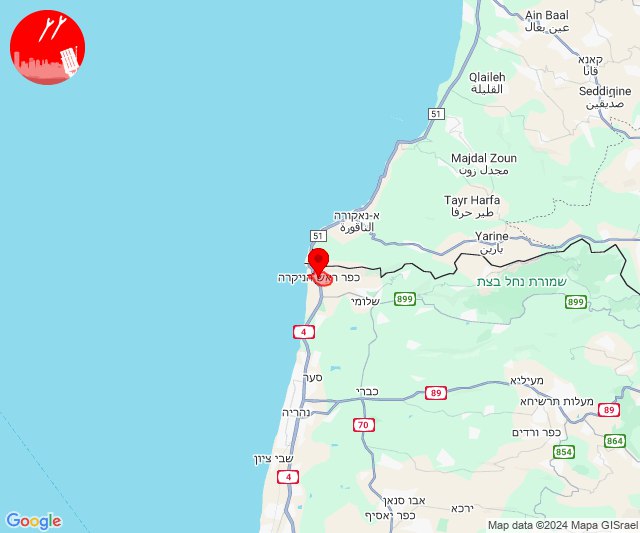 Ain Baal
عين بعال
קאנא
قانا
Qlaileh
القليلة
Seddiqine
صديقين
51
Majdal Zoun
مجدل زون
Tayr Harfa
طير حرفا
א-נאקורה
الناقورة
51
Yarine
يارين
כפר ראש הניקרה
שמורת נחל בצת
שלומי
899
899
4
סער
כברי
89
מעיליא
מעלות תרשיחא
89
נהריה
70
כפר ורדים
864
854
שבי ציון
4
אבו סנאן
ירכא
כפר יאסיף
Google
Map data ©2024 Mapa GISrael